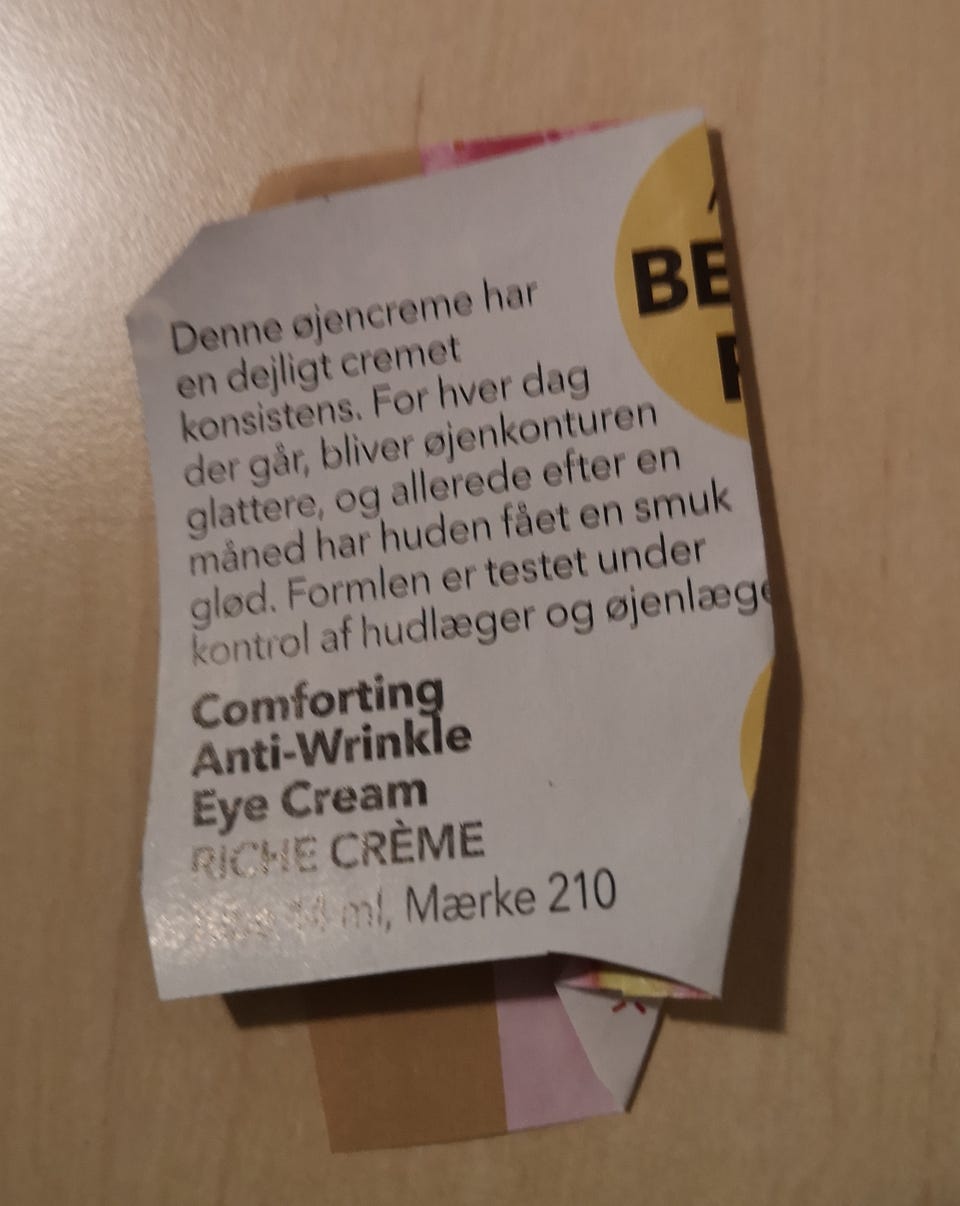 Denne øjencreme har
en dejligt cremet
konsistens. For hver dag
der går, bliver øjenkonturen
glattere, og allerede efter en
måned har huden fået en smuk
glød. Formlen er testet under
kontrol af hudlæger og
BE
Comforting
Anti-Wrinkle
Eye Cream
RICHE CRÈME
14 ml, Mærke 210